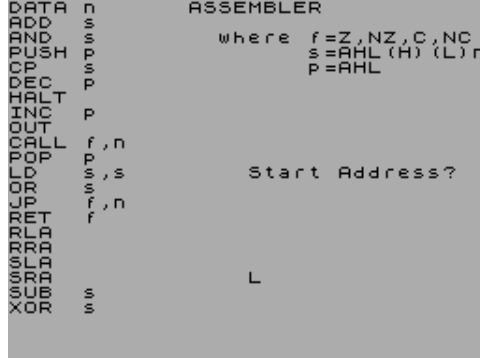 DATA n ASSEMBLER
ADD s
AND s where f=Z,NZ,C,NC
PUSH p s=AHL(H)(L)n
CP s p=AHL
DEC p
HALT
INC p
OUT
CALL f,n
POP p
LD s,s Start Address?
OR s
JP f,n
RET f
RLA
RRA
SLA
SRA L
SUB s
XOR s